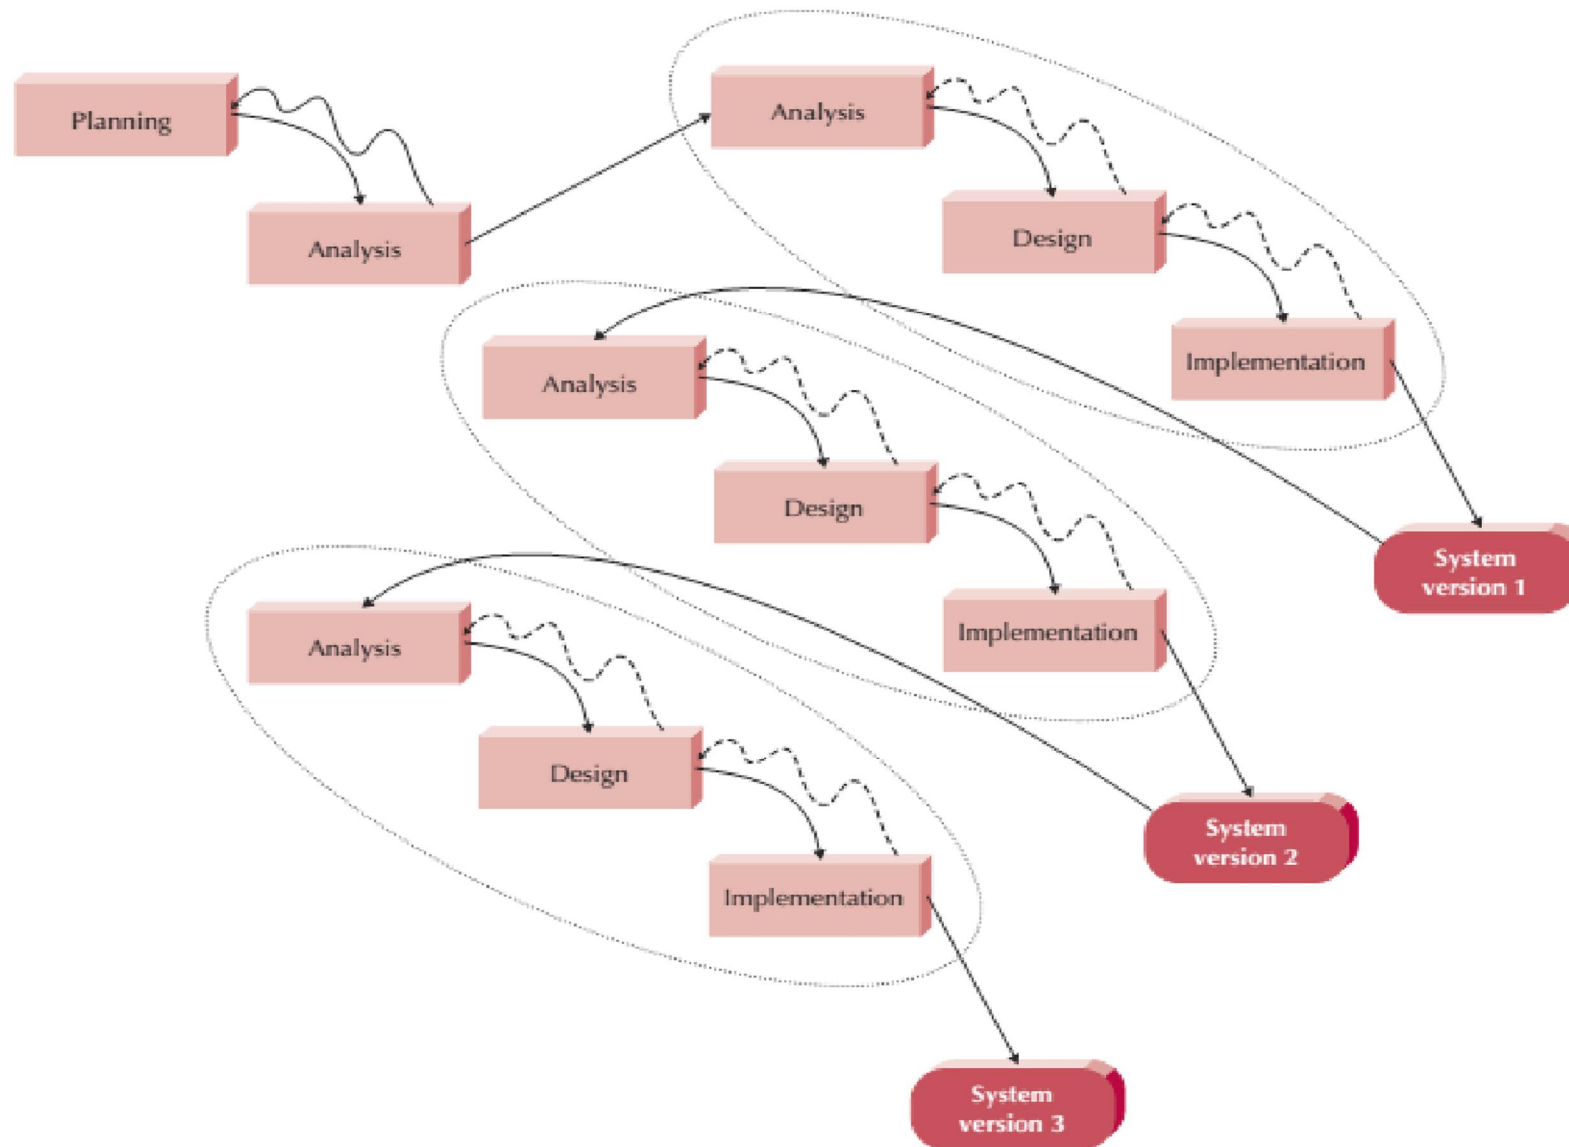 Planning
Analysis
Analysis
Design
Implementation
System
version 1
Analysis
Design
Implementation
System
version 2
Analysis
Design
Implementation
System
version 3